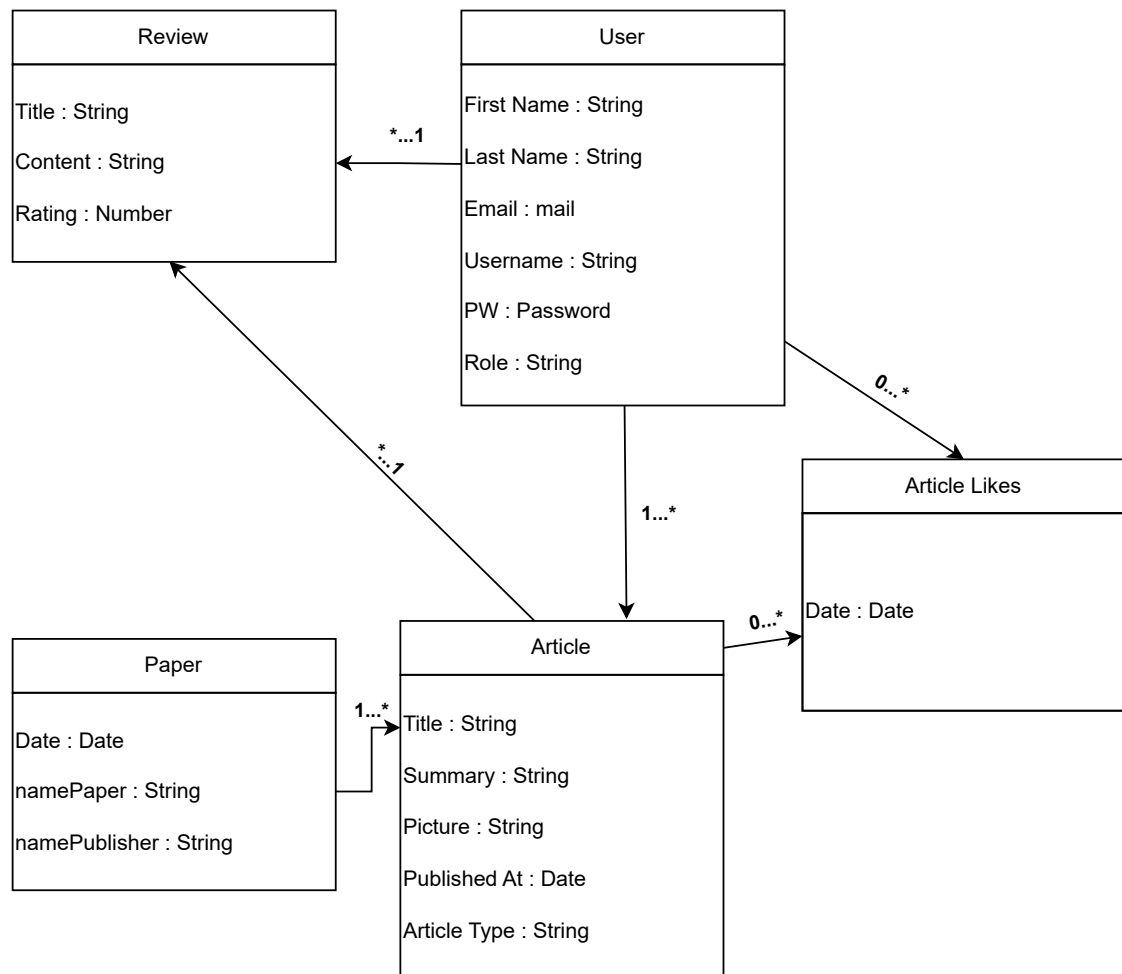 Review
Title : String
Content : String
Rating : Number
*...1
User
First Name : String
Last Name : String
Email : mail
Username : String
PW : Password
Role : String
0...*
*...1
1...*
Article Likes
Date : Date
Paper
Date : Date
namePaper : String
namePublisher : String
1...*
Article
Title : String
Summary : String
Picture : String
Published At : Date
Article Type : String
0...*